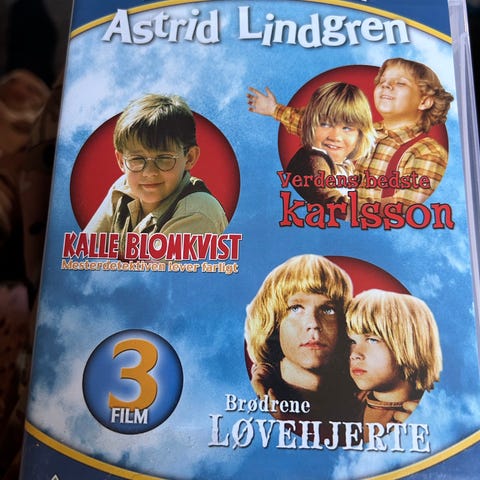 Astrid Lindgren
Verdens bedste
karlsson
KALLE BLOMKVIST
Mesterdetektiven lever farligt
3
FILM
Brødrene
LØVEHJERTE